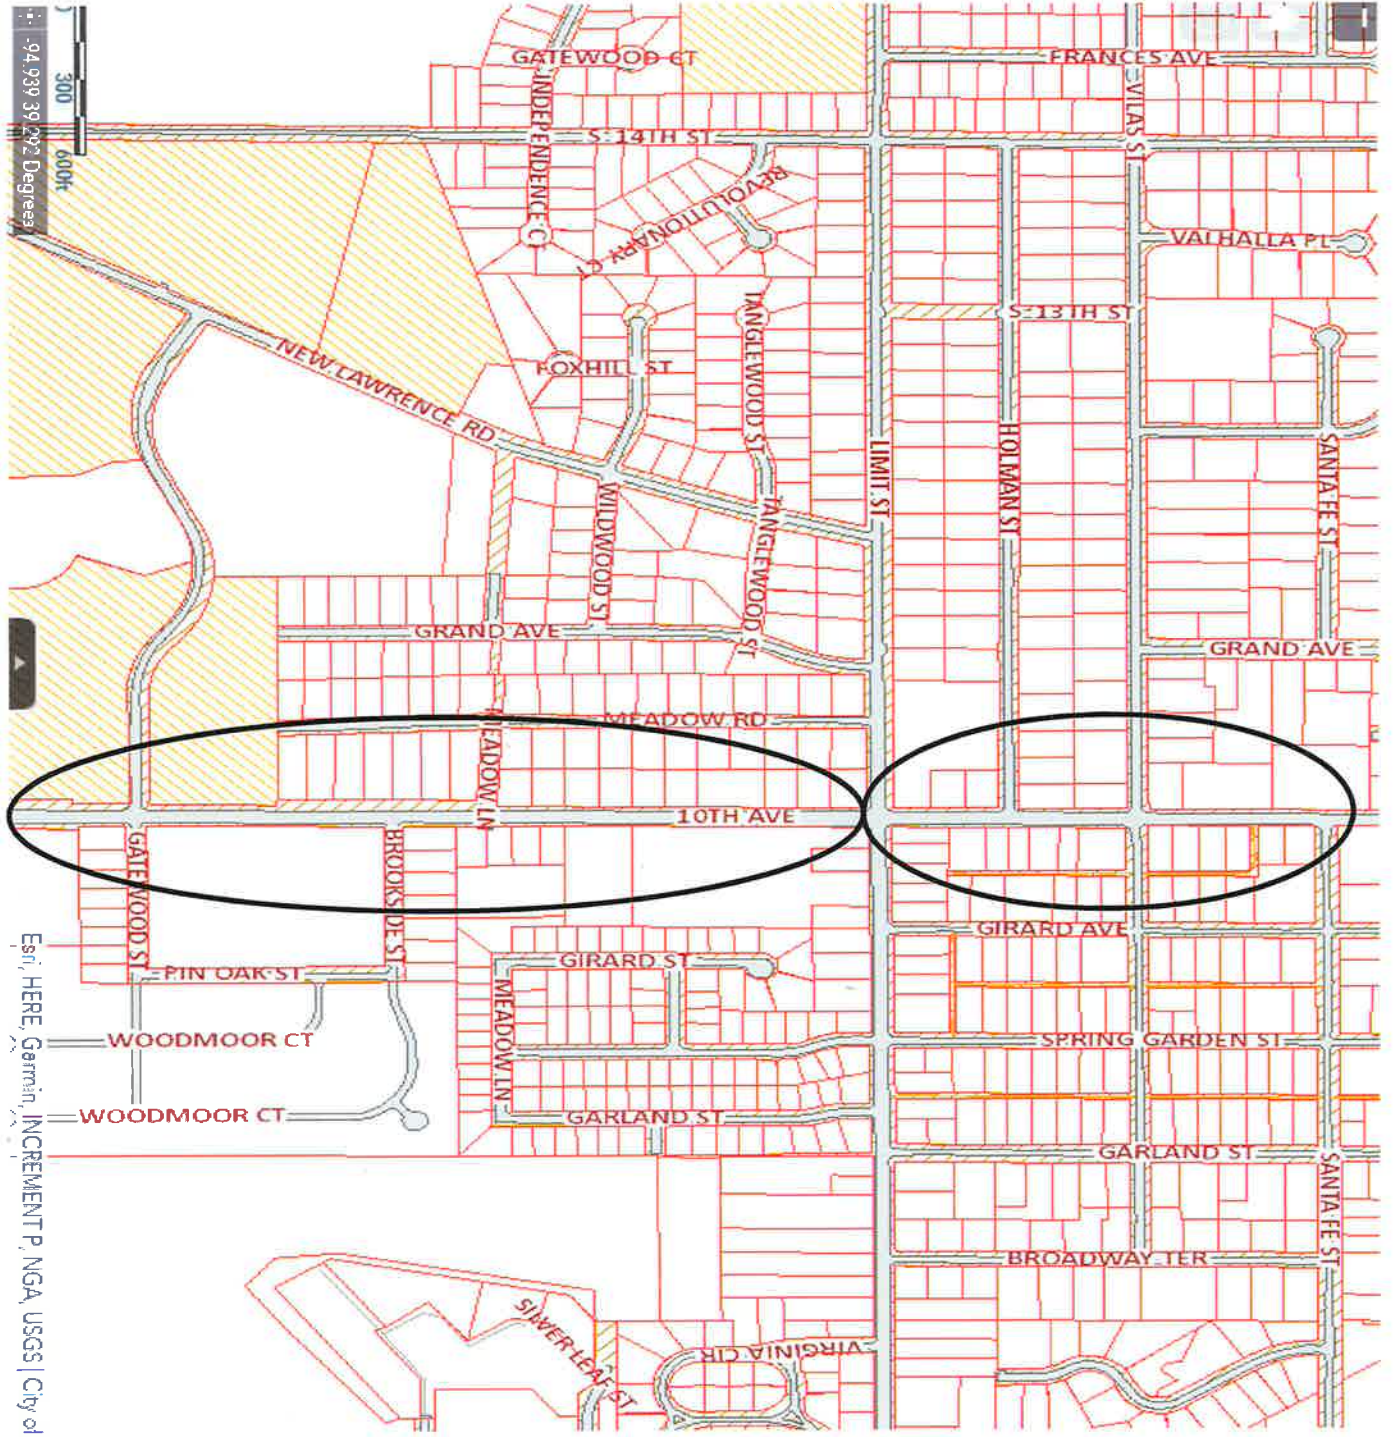 GATEWOOD CT
FRANCES AVE
INDEPENDENCE CT
VILAS ST
S 14TH ST
REVOLUTIONARY CT
VALHALLA PL
TANGLEWOOD ST
S 13TH ST
FOXHILL ST
NEW LAWRENCE RD
LIMIT ST
HOLMAN ST
SANTA FE ST
WILDWOOD ST
TANGLEWOOD ST
GRAND AVE
GRAND AVE
MEADOW RD
MEADOW LN
10TH AVE
GATEWOOD ST
BROOKSIDE ST
GIRARD AVE
GIRARD ST
PIN OAK ST
MEADOW LN
WOODMOOR CT
SPRING GARDEN ST
WOODMOOR CT
GARLAND ST
GARLAND ST
SANTA FE ST
BROADWAY TER
SILVER LEAF ST
VIRGINIA CIR
300
600ft
-94.939 39.292 Degrees
Esri, HERE, Garmin, INCREMENT P, NGA, USGS | City of